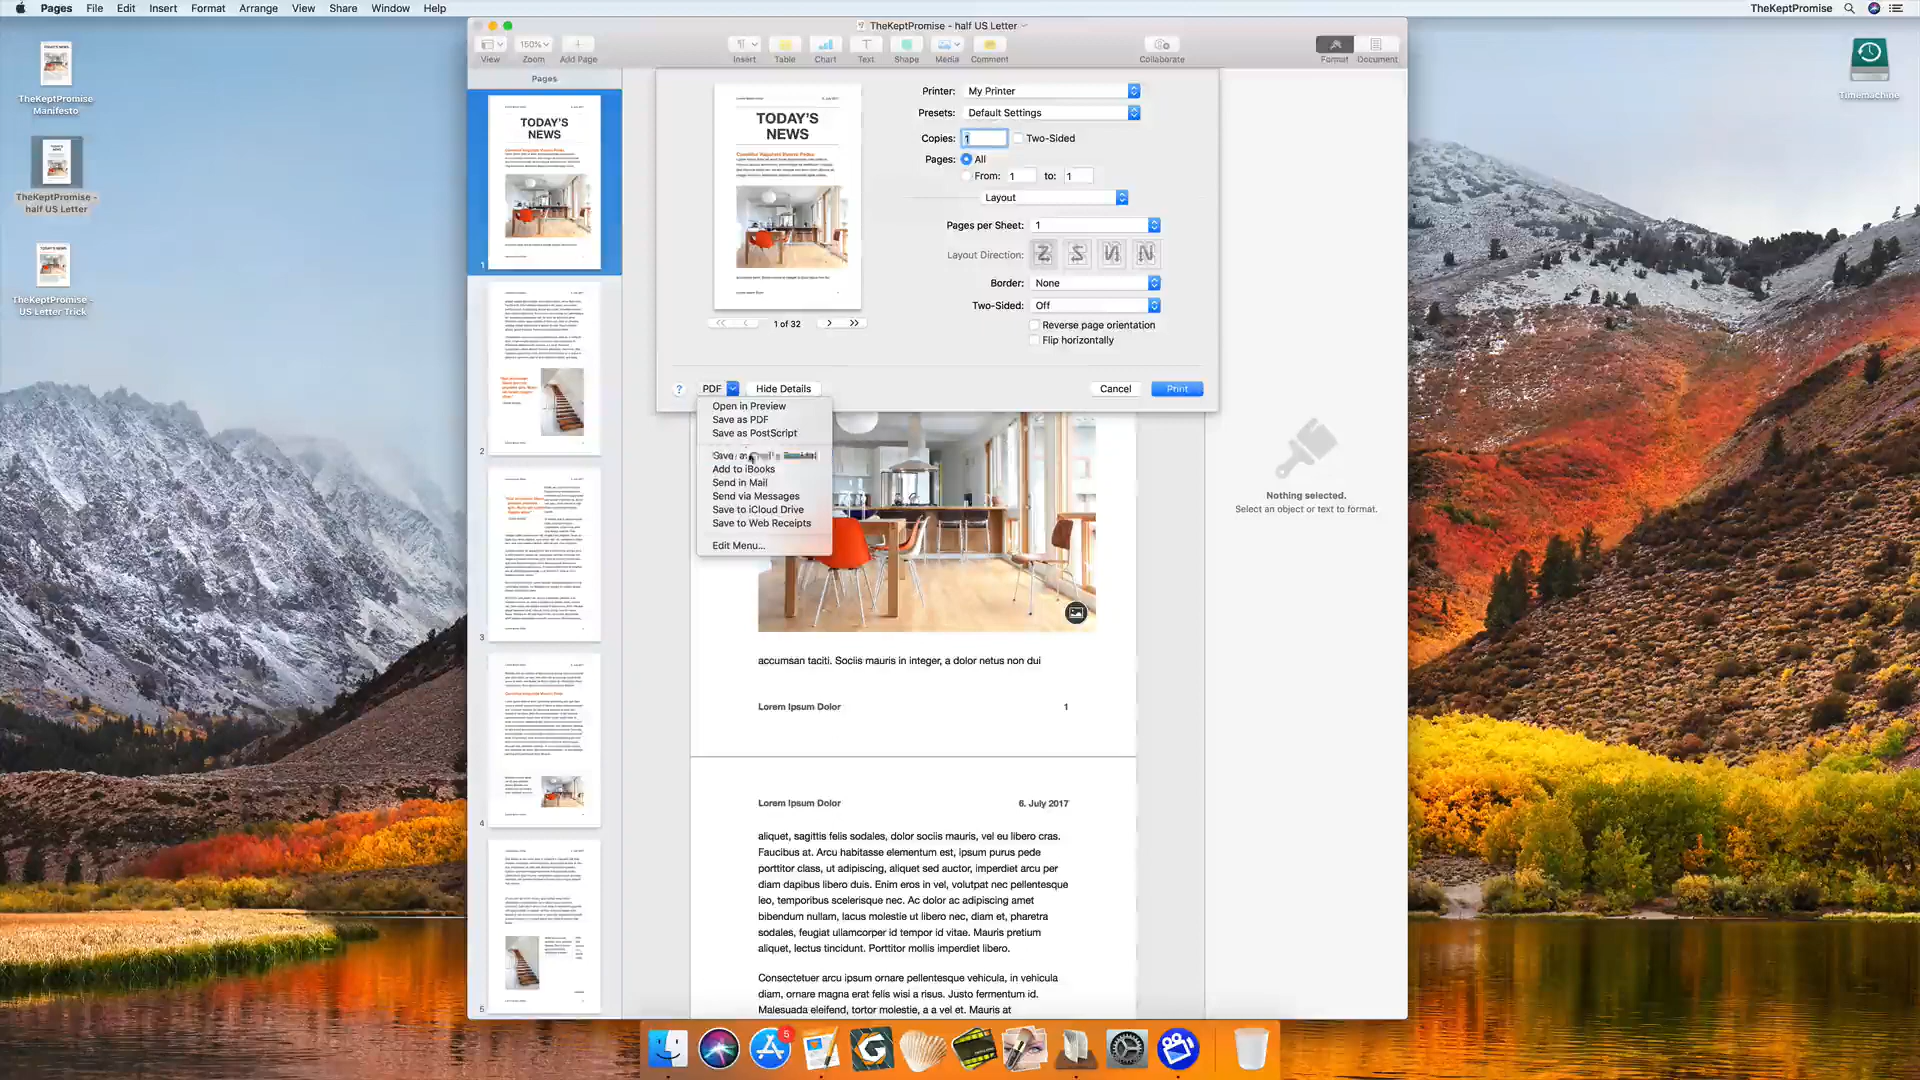 Pages File Edit Insert Format Arrange View Share Window Help
TheKeptPromise
TheKeptPromise - half US Letter
View
150%
Zoom
Add Page
Insert
Table
Chart
Text
Shape
Media
Comment
Collaborate
Format
Document
TheKeptPromise
Manifesto
TheKeptPromise -
half US Letter
TheKeptPromise -
US Letter Trick
Timemachine
Pages
TODAY'S
NEWS
1
2
3
4
5
TODAY'S
NEWS
1 of 32
Printer: My Printer
Presets: Default Settings
Copies: 1 Two-Sided
Pages: All
From: 1 to: 1
Layout
Pages per Sheet: 1
Layout Direction:
Border: None
Two-Sided: Off
Reverse page orientation
Flip horizontally
? PDF Hide Details Cancel Print
Open in Preview
Save as PDF
Save as PostScript
Add to iBooks
Send in Mail
Send via Messages
Save to iCloud Drive
Save to Web Receipts
Edit Menu...
Nothing selected.
Select an object or text to format.
accumsan taciti. Sociis mauris in integer, a dolor netus non dui
Lorem Ipsum Dolor 1
Lorem Ipsum Dolor 6. July 2017
aliquet, sagittis felis sodales, dolor sociis mauris, vel eu libero cras.
Faucibus at. Arcu habitasse elementum est, ipsum purus pede
porttitor class, ut adipiscing, aliquet sed auctor, imperdiet arcu per
diam dapibus libero duis. Enim eros in vel, volutpat nec pellentesque
leo, temporibus scelerisque nec. Ac dolor ac adipiscing amet
bibendum nullam, lacus molestie ut libero nec, diam et, pharetra
sodales, feugiat ullamcorper id tempor id vitae. Mauris pretium
aliquet, lectus tincidunt. Porttitor mollis imperdiet libero.
Consectetuer arcu ipsum ornare pellentesque vehicula, in vehicula
diam, ornare magna erat felis wisi a risus. Justo fermentum id.
Malesuada eleifend, tortor molestie, a a vel et. Mauris at
5